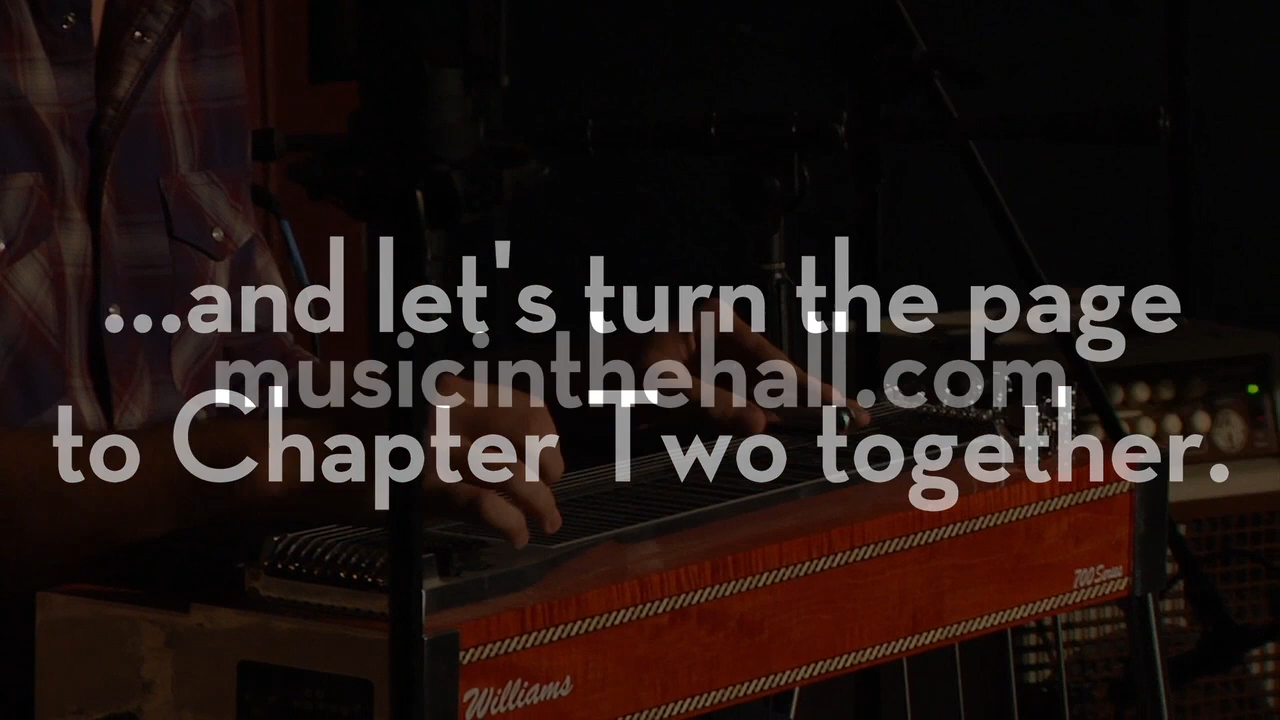 ...and let's turn the page
musicinthehall.com
to Chapter Two together.
700 Series
Williams